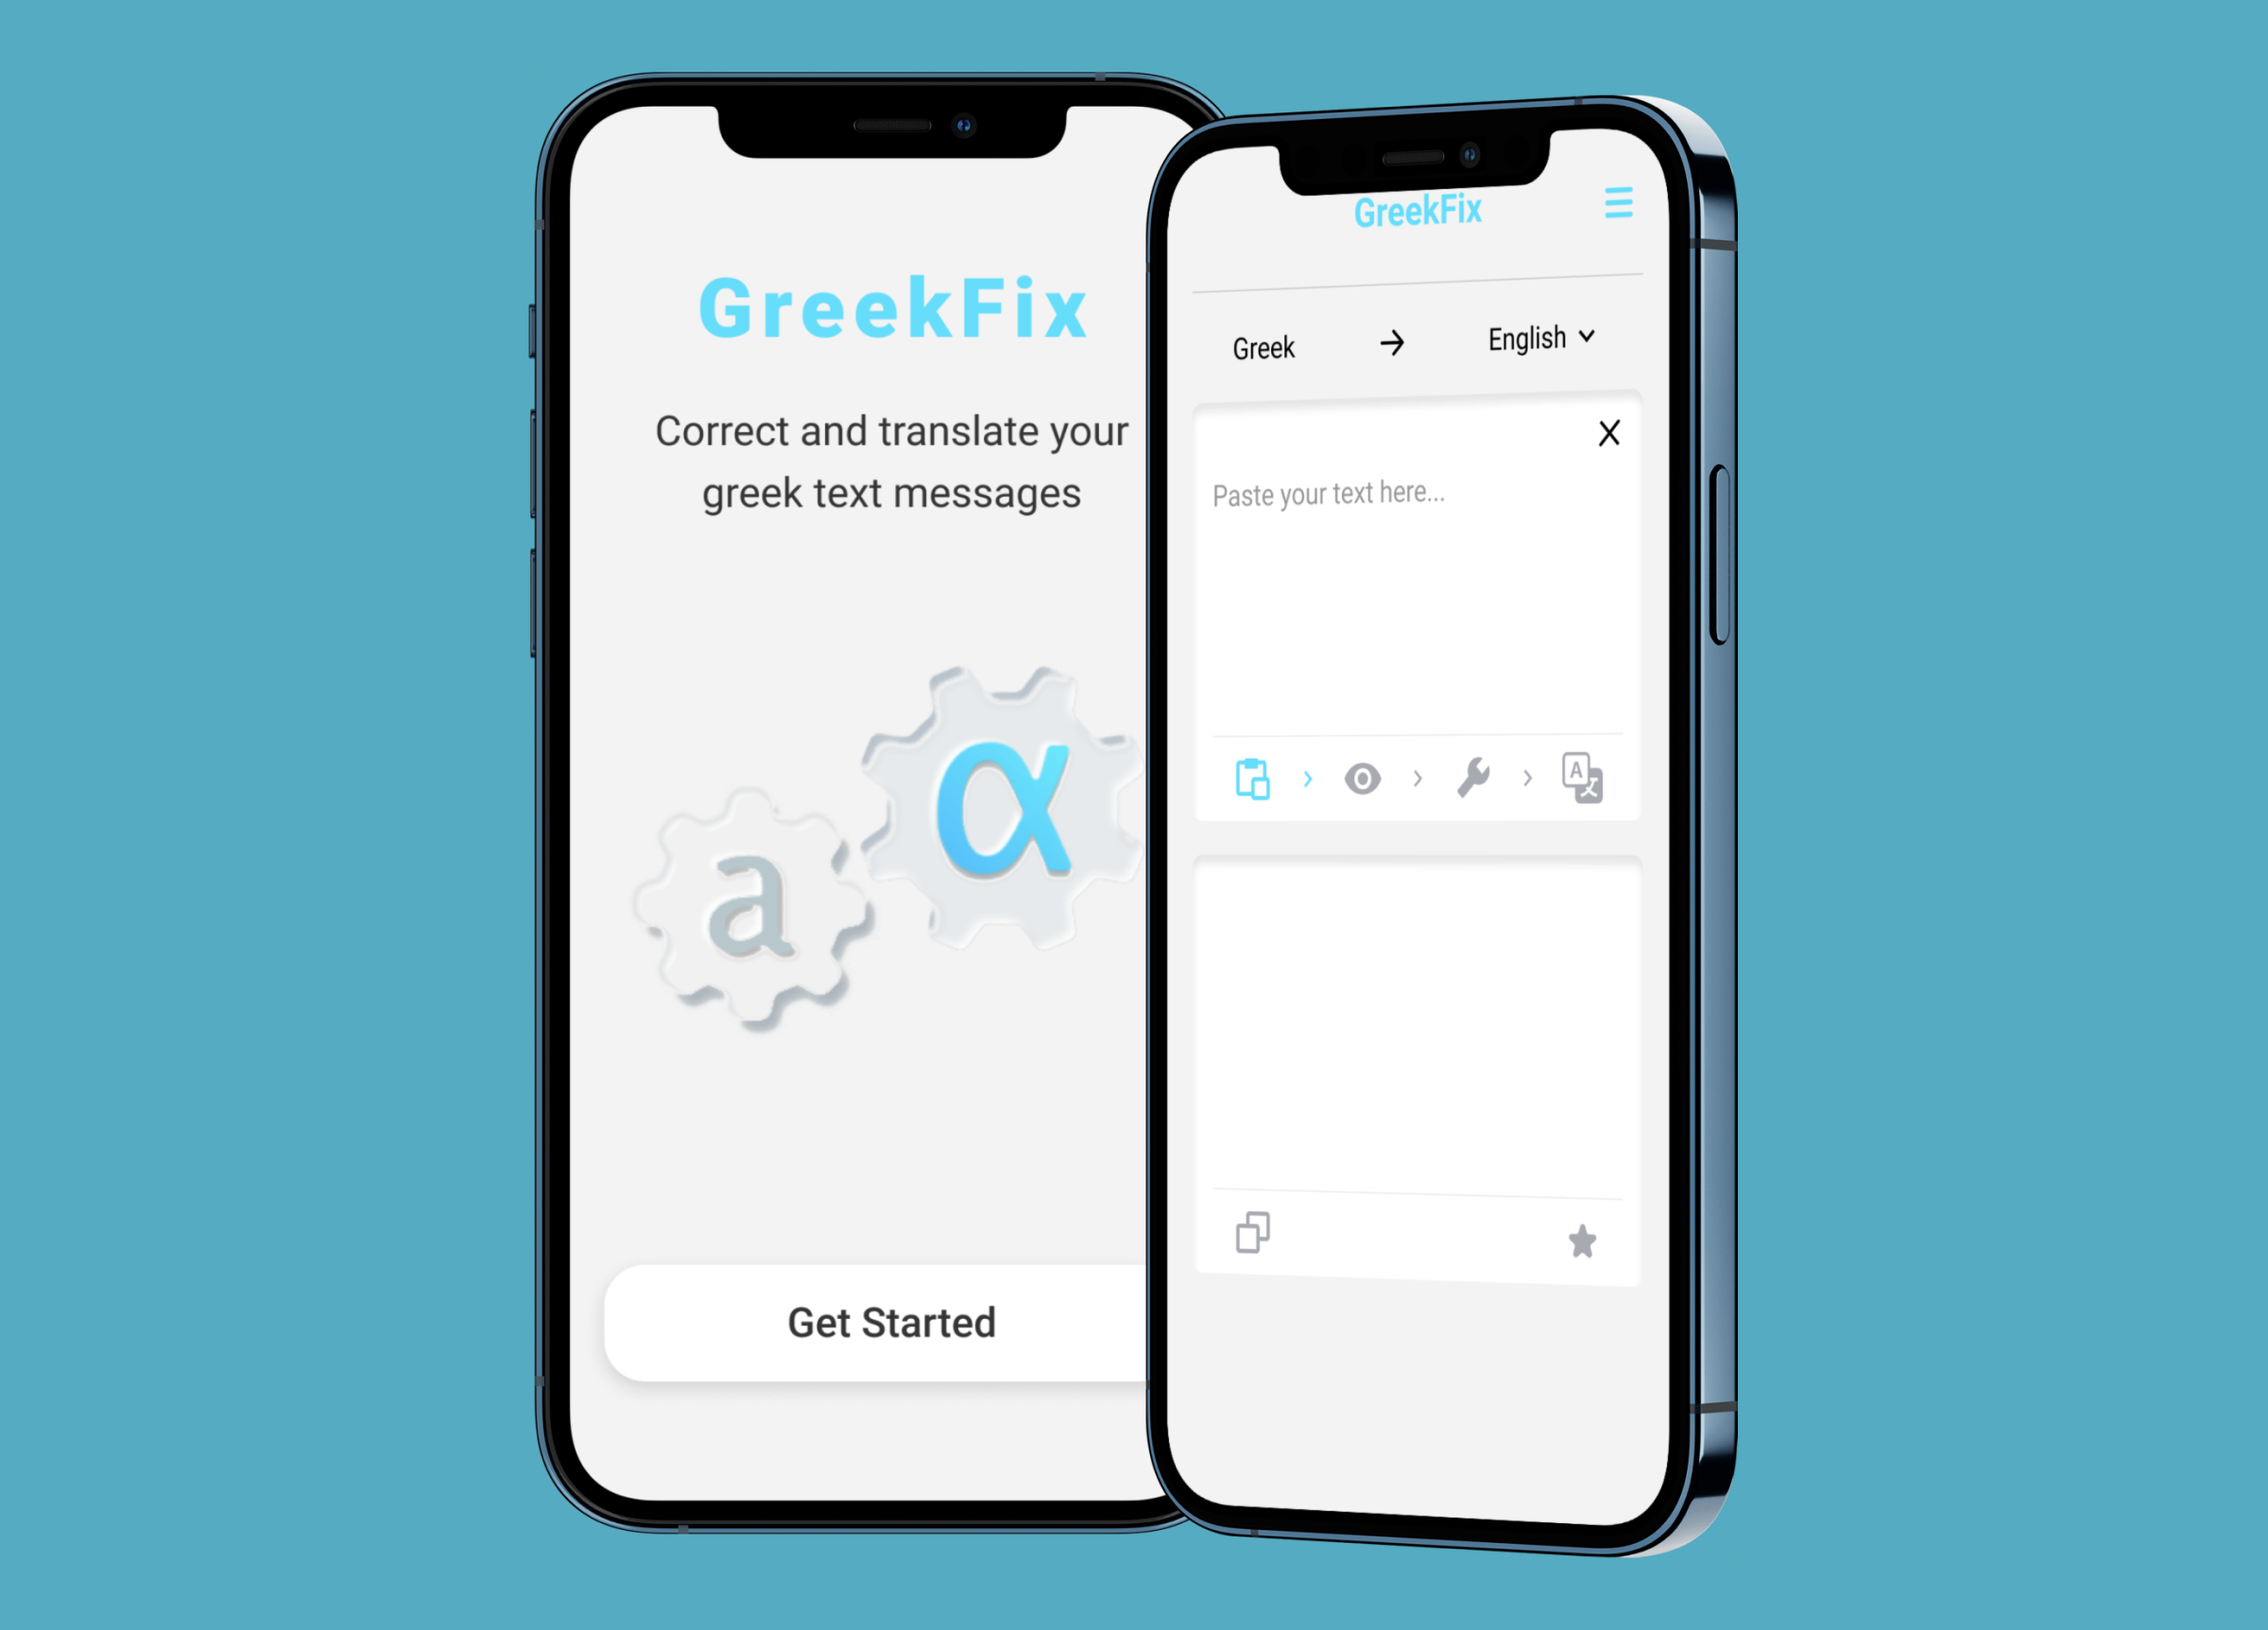 GreekFix
Correct and translate your
greek text messages
a
α
Get Started
GreekFix
Greek → English
X
Paste your text here...
A